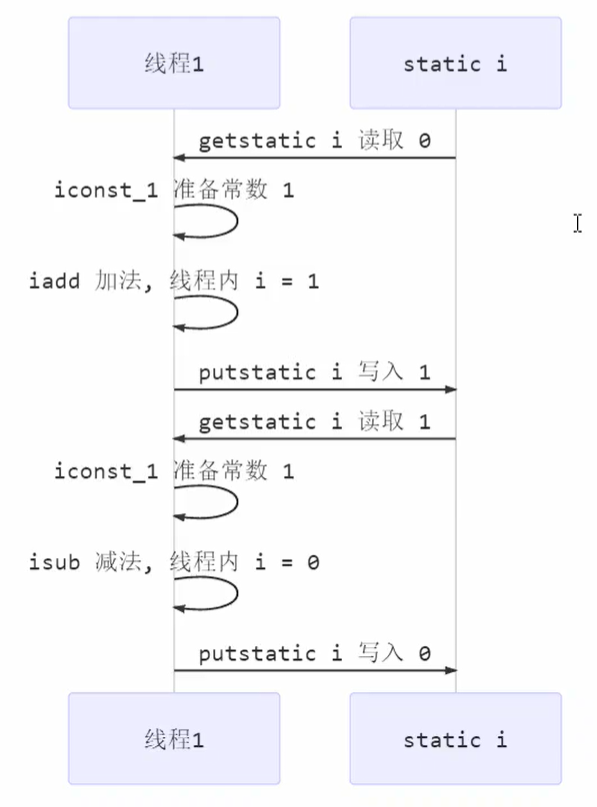 线程1
static i
getstatic i 读取 0
iconst_1 准备常数 1
iadd 加法, 线程内 i = 1
putstatic i 写入 1
getstatic i 读取 1
iconst_1 准备常数 1
isub 减法, 线程内 i = 0
putstatic i 写入 0
线程1
static i